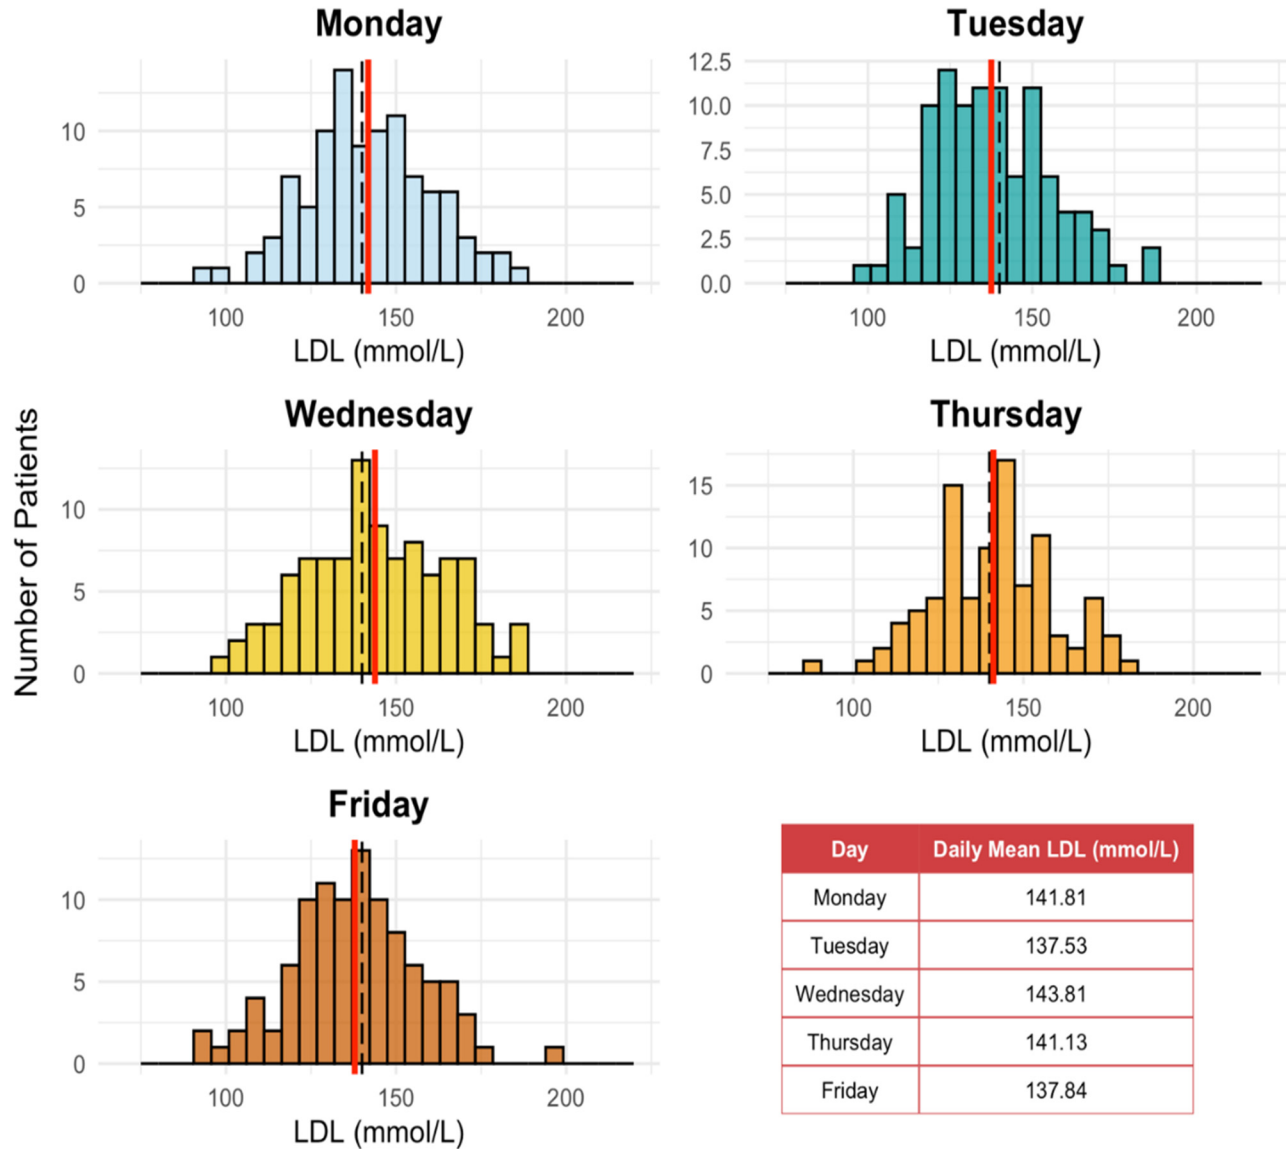 Monday
10
5
0
100 150 200
LDL (mmol/L)
Tuesday
12.5
10.0
7.5
5.0
2.5
0.0
100 150 200
LDL (mmol/L)
Number of Patients
Wednesday
10
5
0
100 150 200
LDL (mmol/L)
Thursday
15
10
5
0
100 150 200
LDL (mmol/L)
Friday
10
5
0
100 150 200
LDL (mmol/L)
Day Daily Mean LDL (mmol/L)
Monday 141.81
Tuesday 137.53
Wednesday 143.81
Thursday 141.13
Friday 137.84